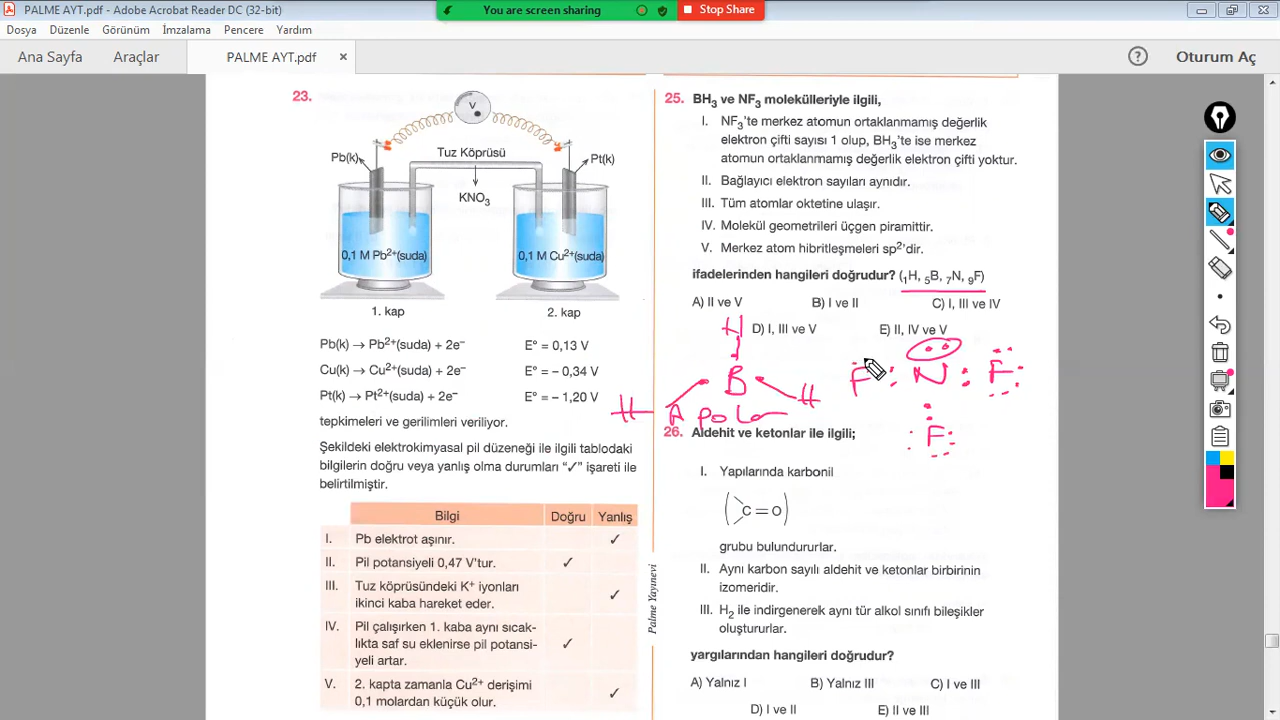 PALME AYT.pdf - Adobe Acrobat Reader DC (32-bit)
You are screen sharing
Stop Share
Dosya Düzenle Görünüm İmzalama Pencere Yardım
Ana Sayfa Araçlar PALME AYT.pdf × Oturum Aç
23.
V
Tuz Köprüsü
Pb(k) Pt(k)
KNO3
0,1 M Pb2+(suda) 0,1 M Cu2+(suda)
1. kap 2. kap
Pb(k) → Pb2+(suda) + 2e– E° = 0,13 V
Cu(k) → Cu2+(suda) + 2e– E° = – 0,34 V
Pt(k) → Pt2+(suda) + 2e– E° = – 1,20 V
tepkimeleri ve gerilimleri veriliyor.
Şekildeki elektrokimyasal pil düzeneği ile ilgili tablodaki
bilgilerin doğru veya yanlış olma durumları "✓" işareti ile
belirtilmiştir.
Bilgi Doğru Yanlış
I. Pb elektrot aşınır. ✓
II. Pil potansiyeli 0,47 V'tur. ✓
III. Tuz köprüsündeki K+ iyonları
ikinci kaba hareket eder. ✓
IV. Pil çalışırken 1. kaba aynı sıcak-
lıkta saf su eklenirse pil potansi-
yeli artar. ✓
V. 2. kapta zamanla Cu2+ derişimi
0,1 molardan küçük olur. ✓
Palme Yayınevi
25. BH3 ve NF3 molekülleriyle ilgili,
I. NF3'te merkez atomun ortaklanmamış değerlik
elektron çifti sayısı 1 olup, BH3'te ise merkez
atomun ortaklanmamış değerlik elektron çifti yoktur.
II. Bağlayıcı elektron sayıları aynıdır.
III. Tüm atomlar oktetine ulaşır.
IV. Molekül geometrileri üçgen piramittir.
V. Merkez atom hibritleşmeleri sp2'dir.
ifadelerinden hangileri doğrudur? (1H, 5B, 7N, 9F)
A) II ve V B) I ve II C) I, III ve IV
D) I, III ve V E) II, IV ve V
H
B
H H
F N F
F
A polar
26. Aldehit ve ketonlar ile ilgili;
I. Yapılarında karbonil
C = O
grubu bulundururlar.
II. Aynı karbon sayılı aldehit ve ketonlar birbirinin
izomeridir.
III. H2 ile indirgenerek aynı tür alkol sınıfı bileşikler
oluştururlar.
yargılarından hangileri doğrudur?
A) Yalnız I B) Yalnız III C) I ve III
D) I ve II E) II ve III